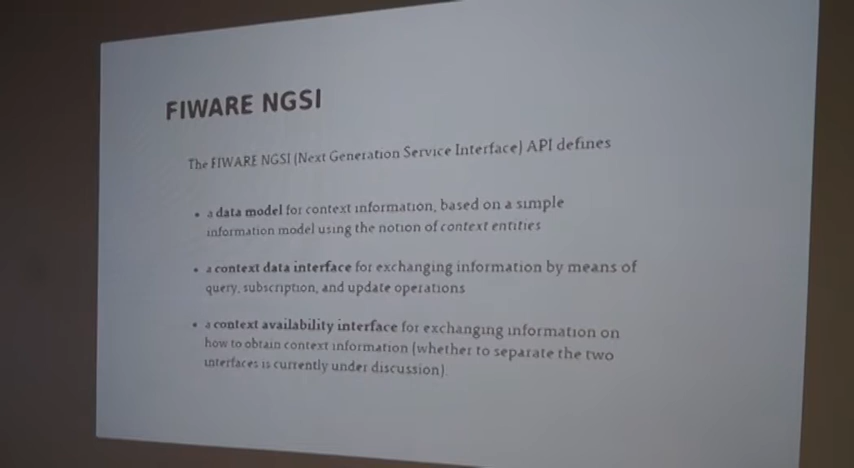 FIWARE NGSI
The FIWARE NGSI (Next Generation Service Interface) API defines
• a data model for context information, based on a simple
information model using the notion of context entities
• a context data interface for exchanging information by means of
query, subscription, and update operations
• a context availability interface for exchanging information on
how to obtain context information (whether to separate the two
interfaces is currently under discussion).